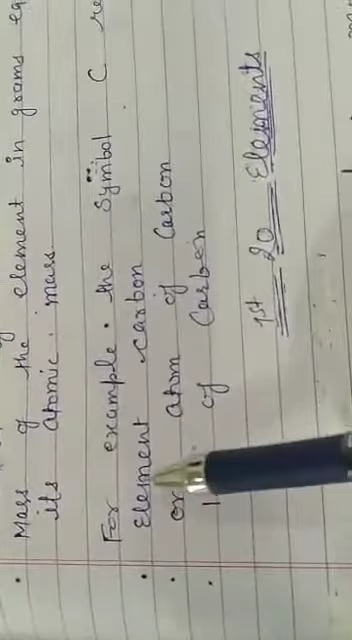 Mass of the element in grams eq
its atomic mass.
For example. the symbol C re
Element carbon
or atom of Carbon
of Carbon
1st 20 Elements